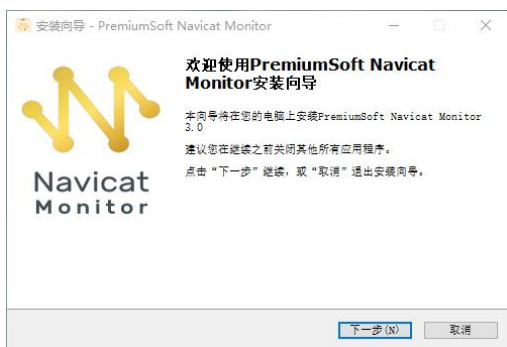 安装向导 - PremiumSoft Navicat Monitor
欢迎使用PremiumSoft Navicat
Monitor安装向导
本向导将在您的电脑上安装PremiumSoft Navicat Monitor
3.0
建议您在继续之前关闭其他所有应用程序。
点击“下一步”继续，或“取消”退出安装向导。
Navicat
Monitor
下一步(N)
取消